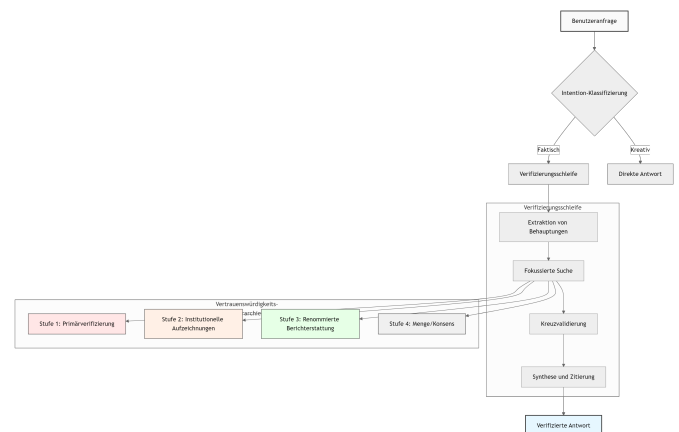 Benutzeranfrage
Intention-Klassifizierung
Faktisch
Kreativ
Verifizierungsschleife
Direkte Antwort
Verifizierungsschleife
Extraktion von
Behauptungen
Fokussierte Suche
Vertrauenswürdigkeits-
Stufe 1: Primärverifizierung
Stufe 2: Institutionelle
Aufzeichnungen
Stufe 3: Renommierte
Berichterstattung
Stufe 4: Menge/Konsens
Kreuzvalidierung
Synthese und Zitierung
Verifizierte Antwort